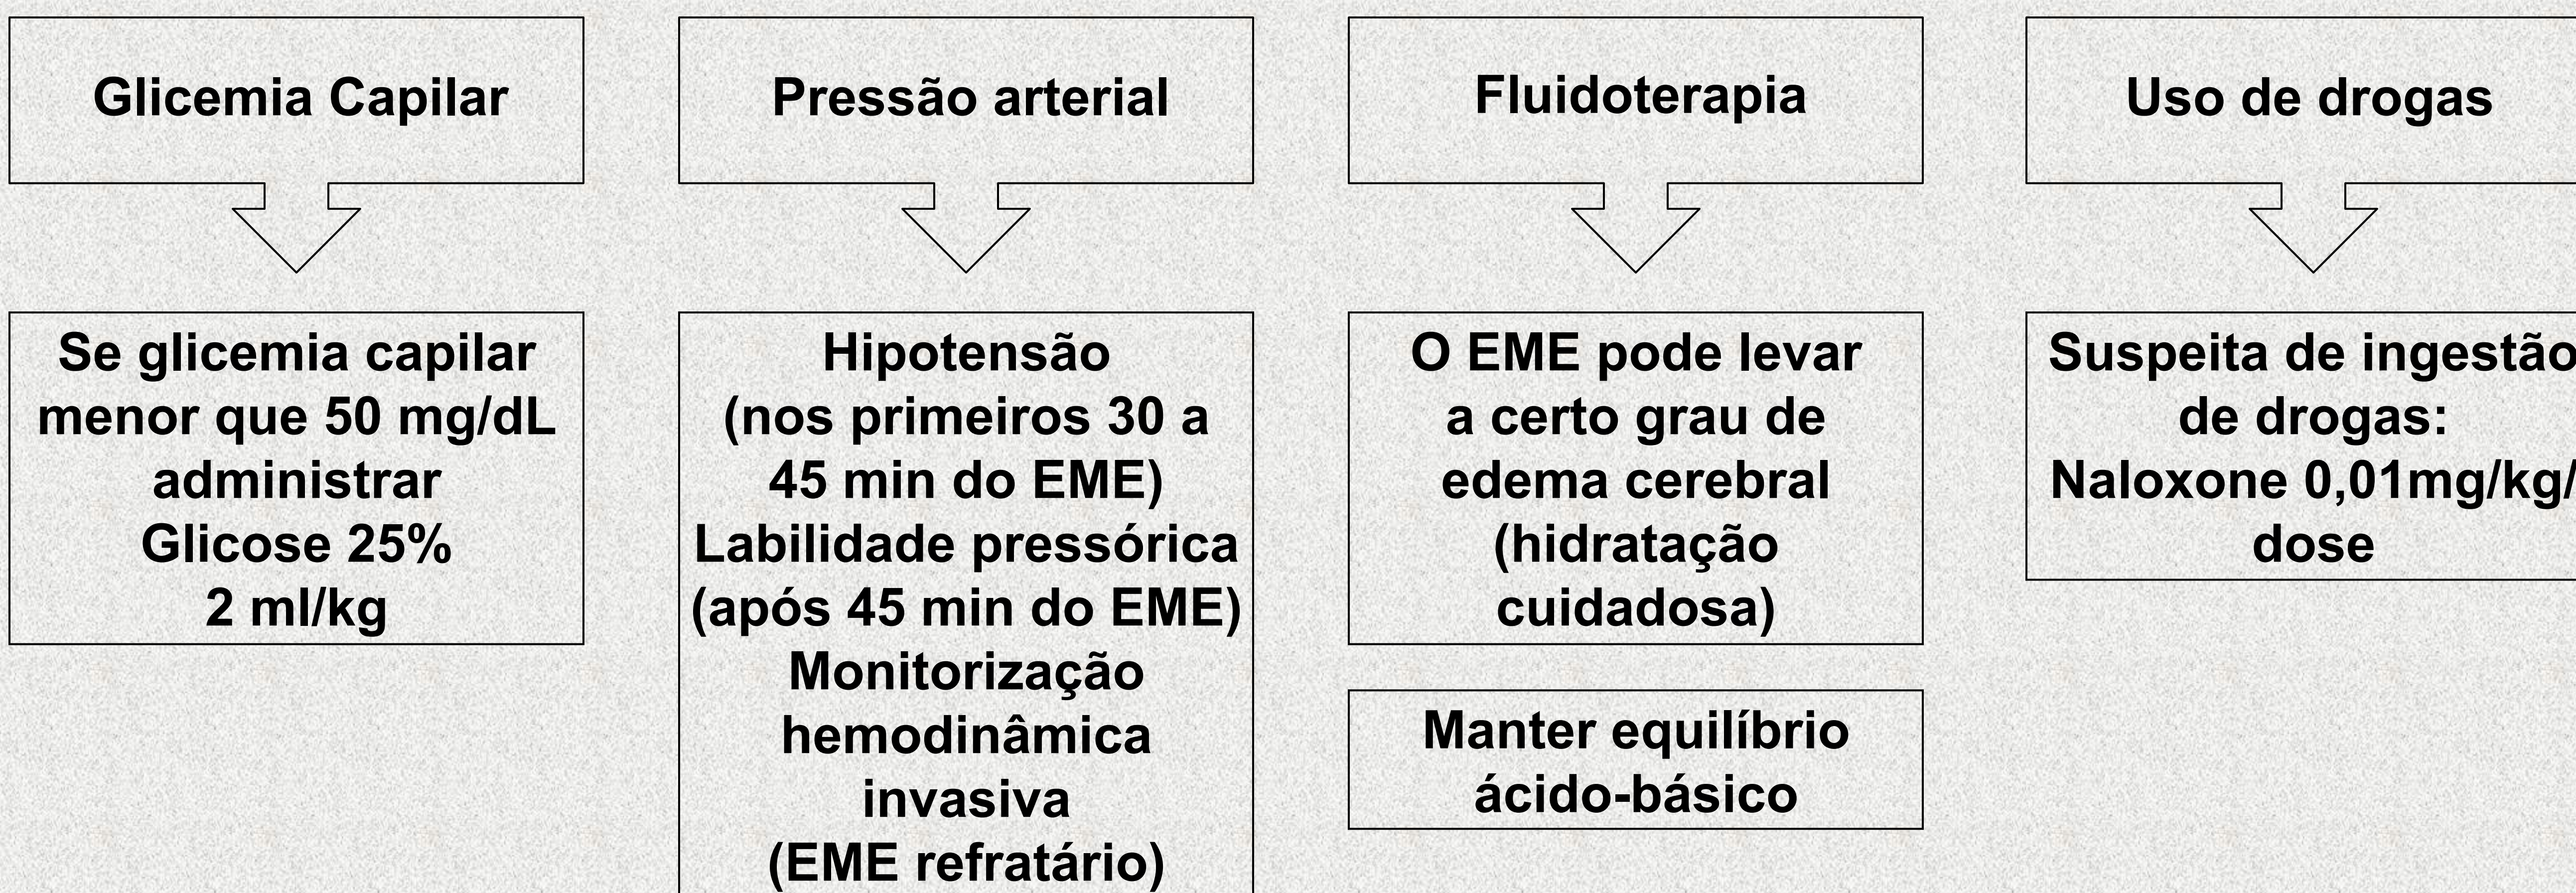 Glicemia Capilar
Se glicemia capilar
menor que 50 mg/dL
administrar
Glicose 25%
2 ml/kg
Pressão arterial
Hipotensão
(nos primeiros 30 a
45 min do EME)
Labilidade pressórica
(após 45 min do EME)
Monitorização
hemodinâmica
invasiva
(EME refratário)
Fluidoterapia
O EME pode levar
a certo grau de
edema cerebral
(hidratação
cuidadosa)
Manter equilíbrio
ácido-básico
Uso de drogas
Suspeita de ingestão
de drogas:
Naloxone 0,01mg/kg/
dose